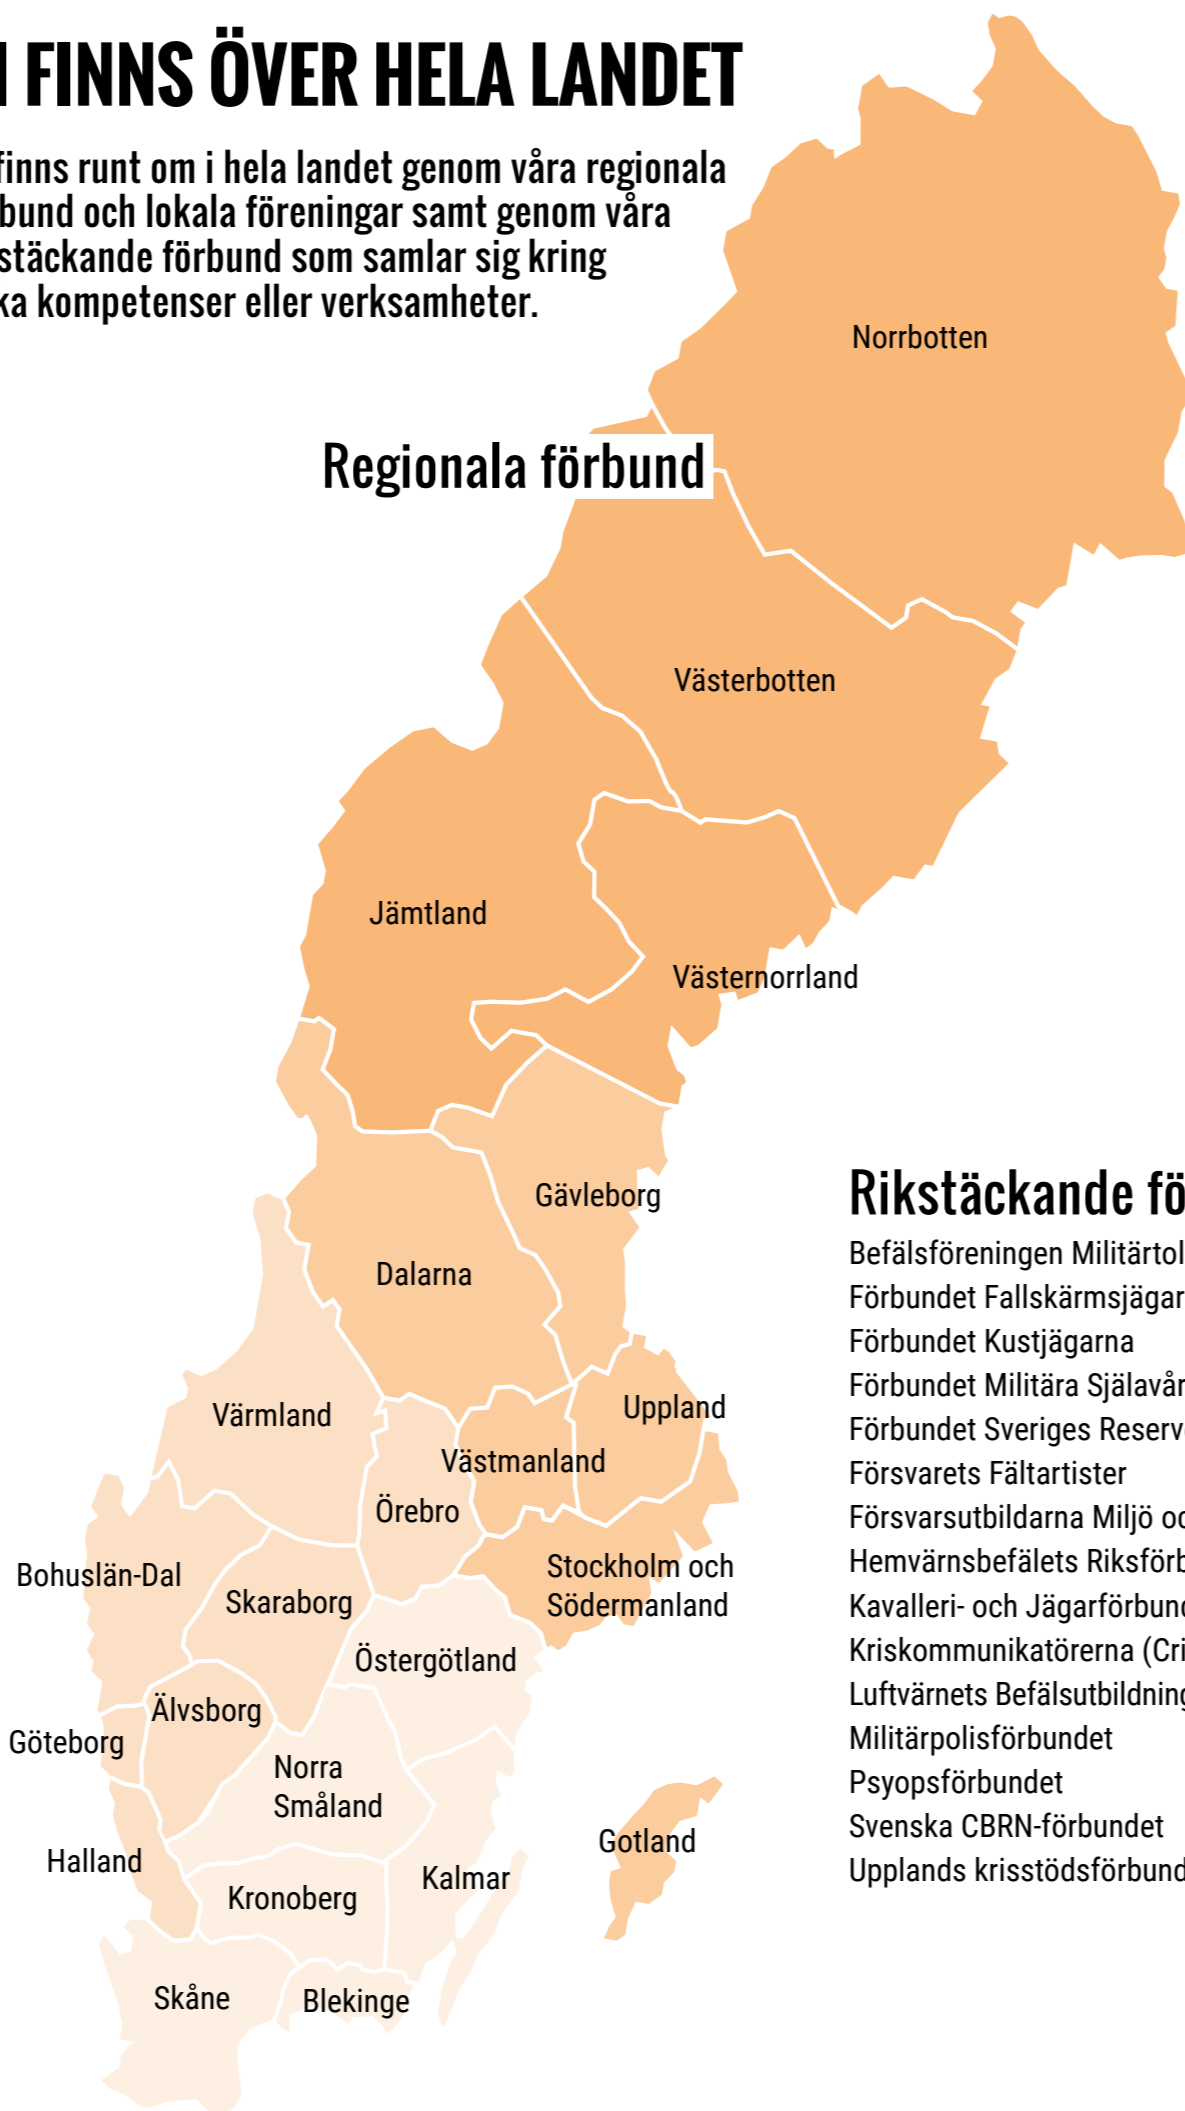 FINNS ÖVER HELA LANDET
finns runt om i hela landet genom våra regionala
bund och lokala föreningar samt genom våra
stäckande förbund som samlar sig kring
ka kompetenser eller verksamheter.
Norrbotten
Regionala förbund
Västerbotten
Jämtland
Västernorrland
Gävleborg
Dalarna
Uppland
Värmland
Västmanland
Örebro
Stockholm och
Södermanland
Bohuslän-Dal
Skaraborg
Östergötland
Älvsborg
Göteborg
Norra
Småland
Gotland
Halland
Kalmar
Kronoberg
Skåne
Blekinge
Rikstäckande fö
Befälsföreningen Militärtol
Förbundet Fallskärmsjägar
Förbundet Kustjägarna
Förbundet Militära Själavår
Förbundet Sveriges Reserv
Försvarets Fältartister
Försvarsutbildarna Miljö oc
Hemvärnsbefälets Riksförb
Kavalleri- och Jägarförbund
Kriskommunikatörerna (Cri
Luftvärnets Befälsutbildning
Militärpolisförbundet
Psyopsförbundet
Svenska CBRN-förbundet
Upplands krisstödsförbund